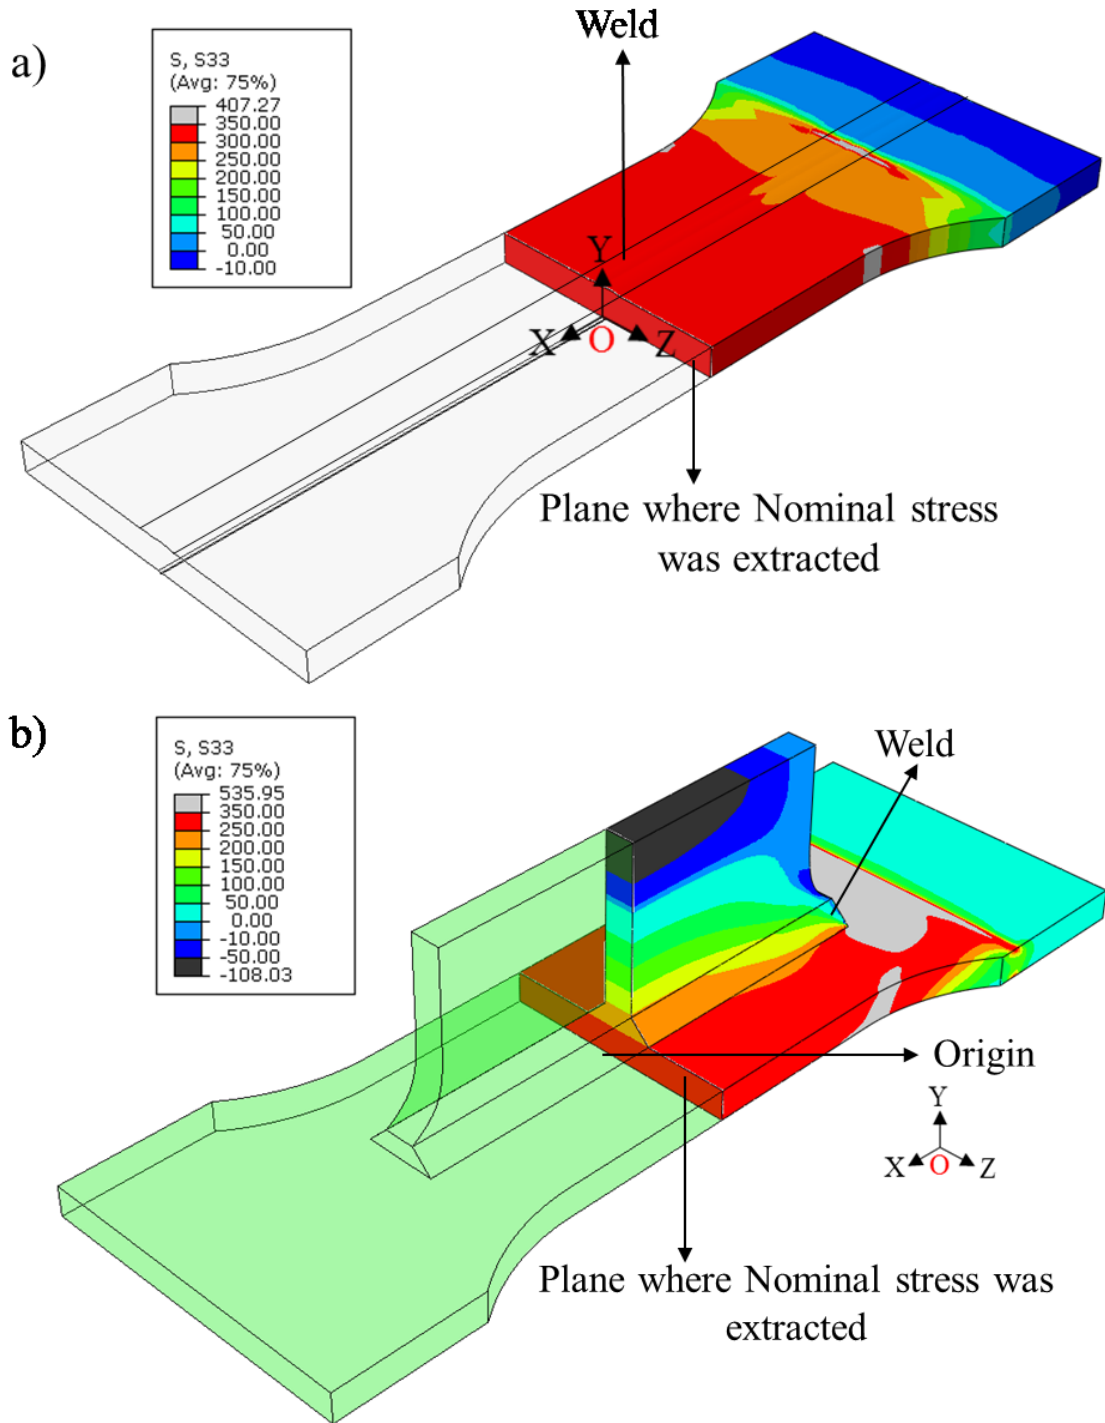 a)
Weld
S, S33
(Avg: 75%)
407.27
350.00
300.00
250.00
200.00
150.00
100.00
50.00
0.00
-10.00
Y
X
O
Z
Plane where Nominal stress
was extracted
b)
S, S33
(Avg: 75%)
535.95
350.00
250.00
200.00
150.00
100.00
50.00
0.00
-10.00
-50.00
-108.03
Weld
Origin
Y
X
O
Z
Plane where Nominal stress was
extracted